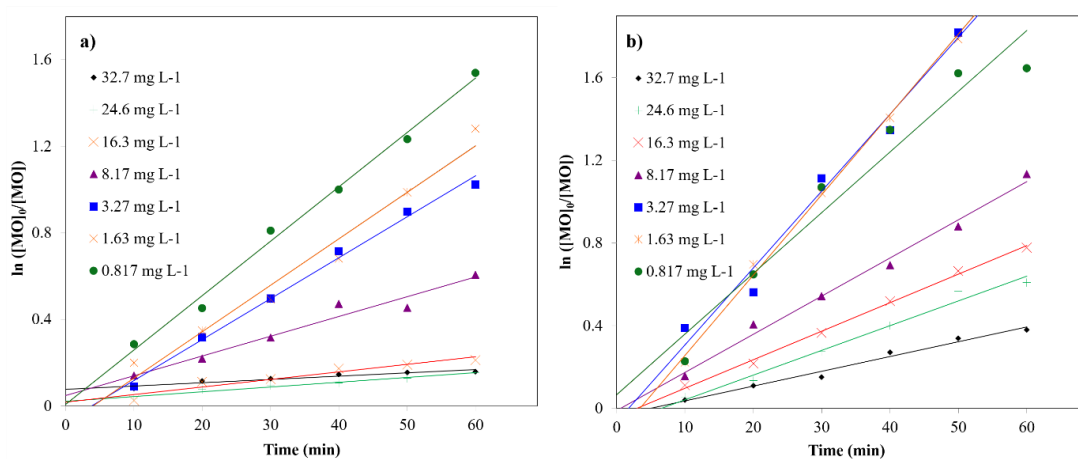 a)
1.6
1.2
0.8
0.4
0
ln ([MO]₀/[MO])
32.7 mg L-1
24.6 mg L-1
16.3 mg L-1
8.17 mg L-1
3.27 mg L-1
1.63 mg L-1
0.817 mg L-1
0 10 20 30 40 50 60
Time (min)
b)
1.6
1.2
0.8
0.4
0
ln ([MO]₀/[MO])
32.7 mg L-1
24.6 mg L-1
16.3 mg L-1
8.17 mg L-1
3.27 mg L-1
1.63 mg L-1
0.817 mg L-1
0 10 20 30 40 50 60
Time (min)